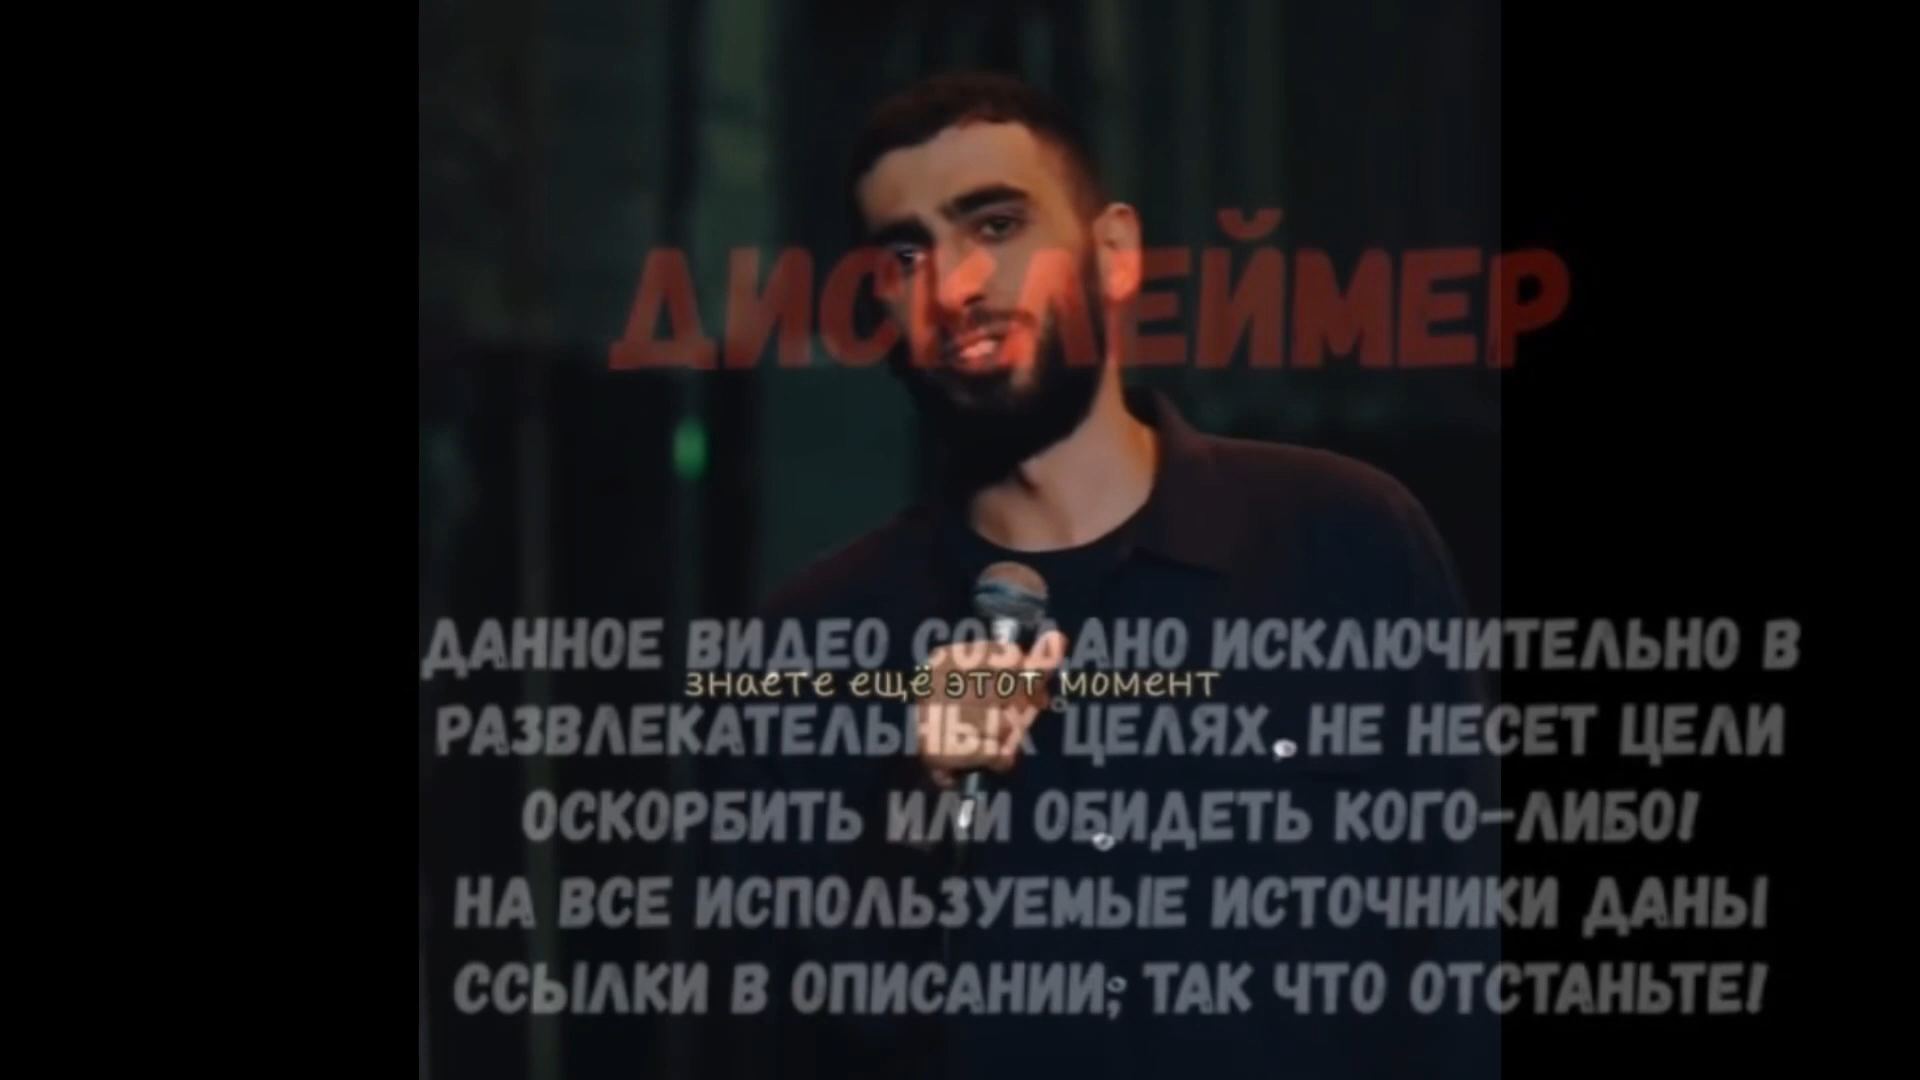 ДИСКЛЕЙМЕР
ДАННОЕ ВИДЕО СОЗДАНО ИСКЛЮЧИТЕЛЬНО В
знаете ещё этот момент
РАЗВЛЕКАТЕЛЬНЫХ ЦЕЛЯХ, НЕ НЕСЕТ ЦЕЛИ
ОСКОРБИТЬ ИЛИ ОБИДЕТЬ КОГО-ЛИБО!
НА ВСЕ ИСПОЛЬЗУЕМЫЕ ИСТОЧНИКИ ДАНЫ
ССЫЛКИ В ОПИСАНИИ; ТАК ЧТО ОТСТАНЬТЕ!